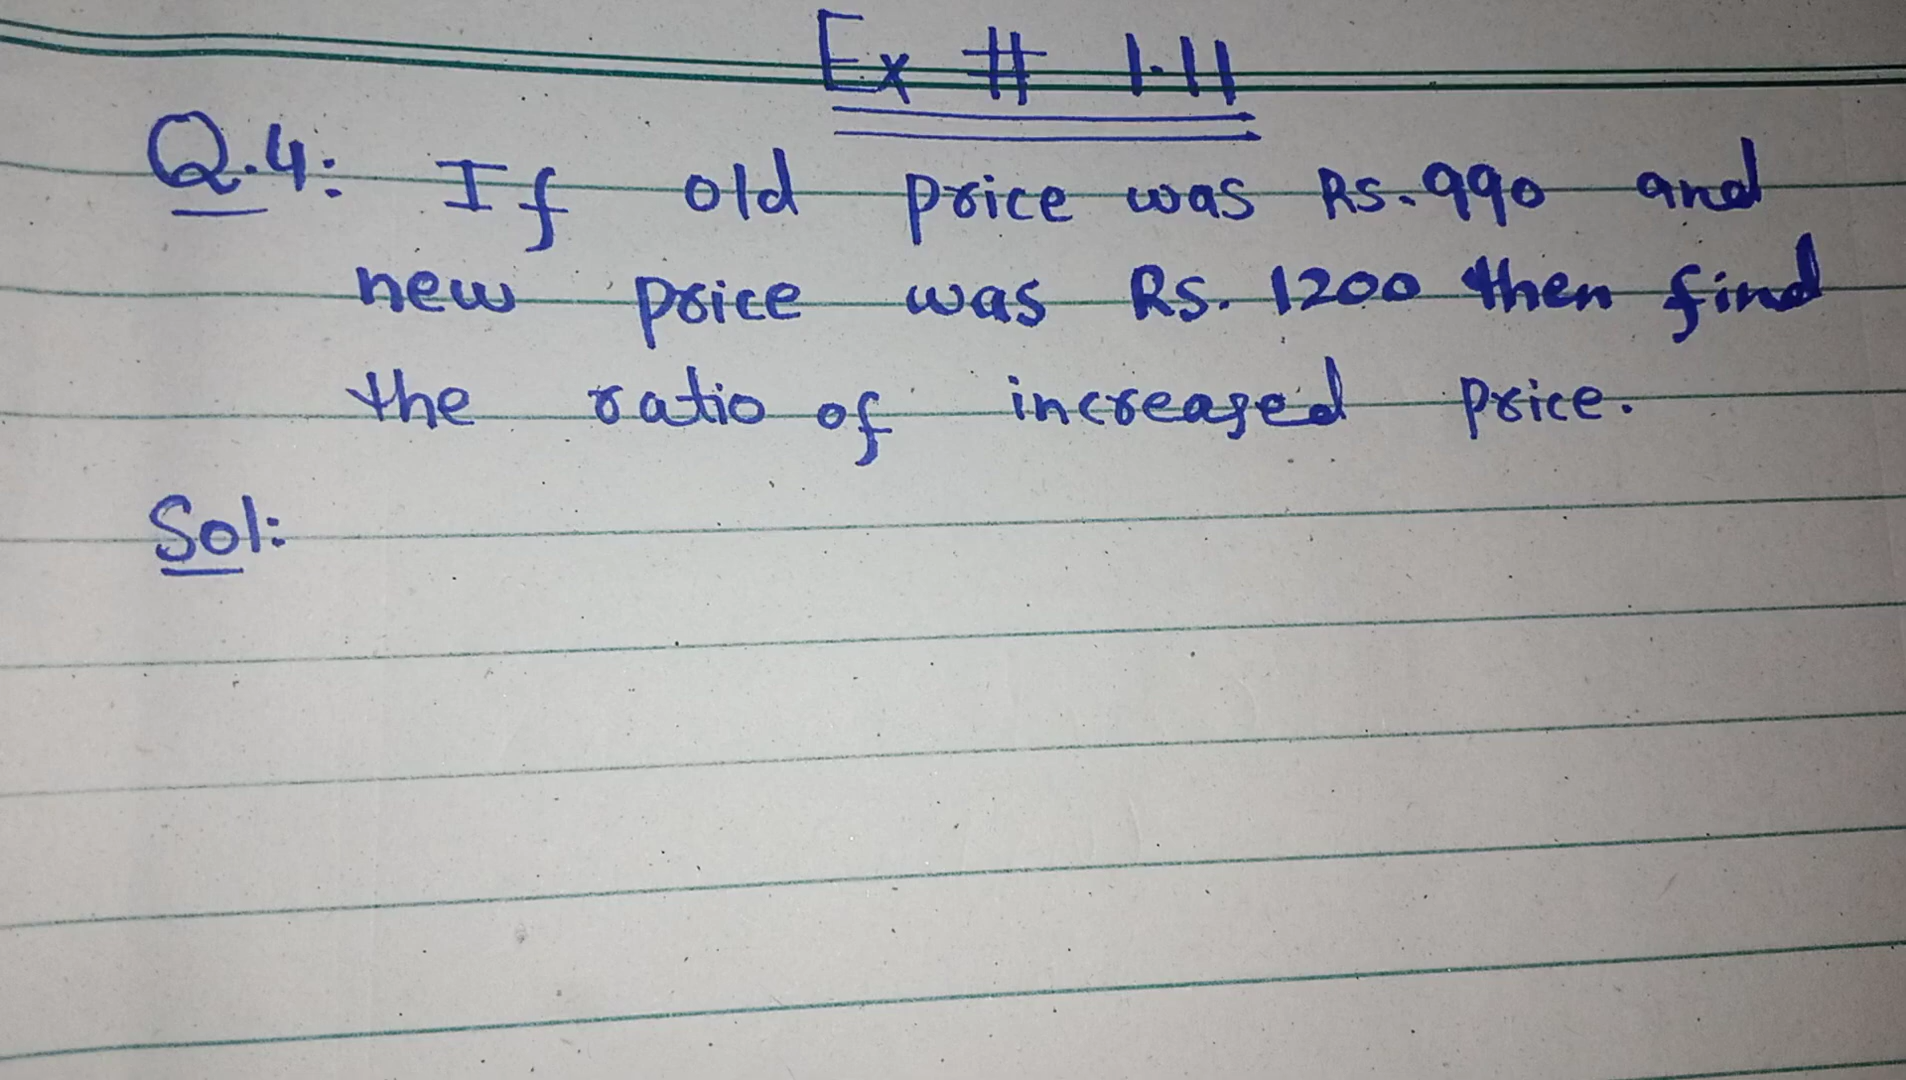 Ex # 1.11
Q.4: If old price was Rs. 990 and
new price was Rs. 1200 then find
the ratio of increased price.
Sol: